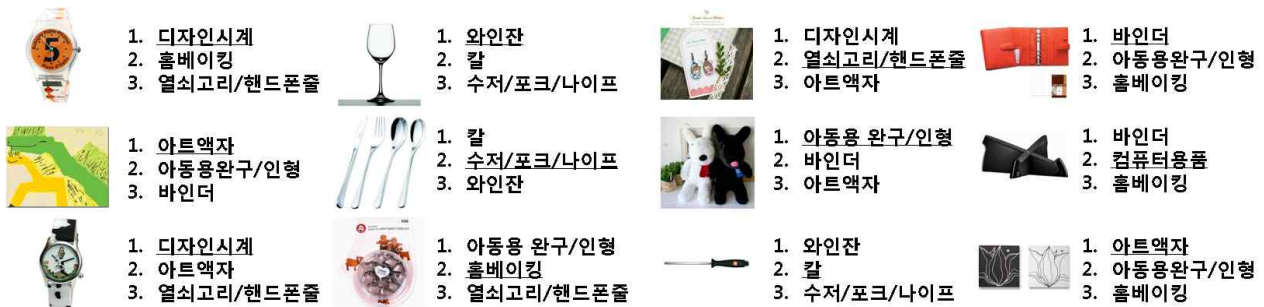 1. 디자인시계
2. 홈베이킹
3. 열쇠고리/핸드폰줄
1. 와인잔
2. 칼
3. 수저/포크/나이프
1. 디자인시계
2. 열쇠고리/핸드폰줄
3. 아트액자
1. 바인더
2. 아동용완구/인형
3. 홈베이킹
1. 아트액자
2. 아동용완구/인형
3. 바인더
1. 칼
2. 수저/포크/나이프
3. 와인잔
1. 아동용 완구/인형
2. 바인더
3. 아트액자
1. 바인더
2. 컴퓨터용품
3. 홈베이킹
1. 디자인시계
2. 아트액자
3. 열쇠고리/핸드폰줄
1. 아동용 완구/인형
2. 홈베이킹
3. 열쇠고리/핸드폰줄
1. 와인잔
2. 칼
3. 수저/포크/나이프
1. 아트액자
2. 아동용완구/인형
3. 홈베이킹
5